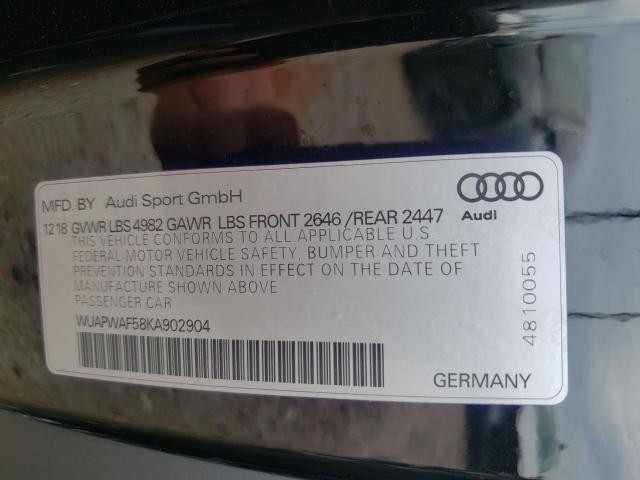 MFD. BY Audi Sport GmbH
12 18 GVWR LBS 4982 GAWR LBS FRONT 2646 /REAR 2447
THIS VEHICLE CONFORMS TO ALL APPLICABLE U.S
FEDERAL MOTOR VEHICLE SAFETY, BUMPER AND THEFT
PREVENTION STANDARDS IN EFFECT ON THE DATE OF
MANUFACTURE SHOWN ABOVE
PASSENGER CAR
WUAPWAF58KA902904
Audi
4810055
GERMANY